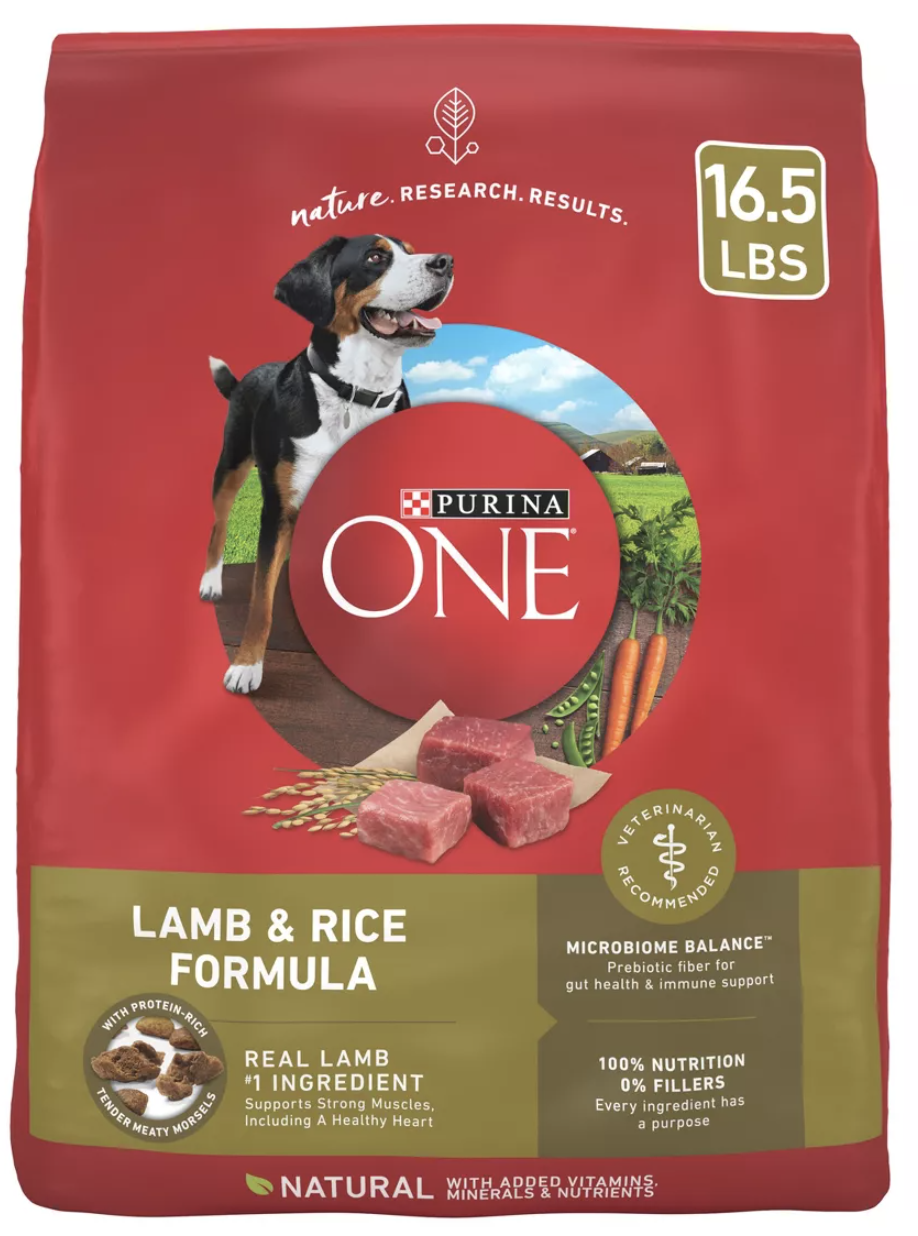 nature. RESEARCH. RESULTS.
16.5
LBS
PURINA
ONE®
VETERINARIAN
RECOMMENDED
LAMB & RICE
FORMULA
WITH PROTEIN-RICH
TENDER MEATY MORSELS
REAL LAMB
#1 INGREDIENT
Supports Strong Muscles,
Including A Healthy Heart
MICROBIOME BALANCE™
Prebiotic fiber for
gut health & immune support
100% NUTRITION
0% FILLERS
Every ingredient has
a purpose
NATURAL WITH ADDED VITAMINS,
MINERALS & NUTRIENTS